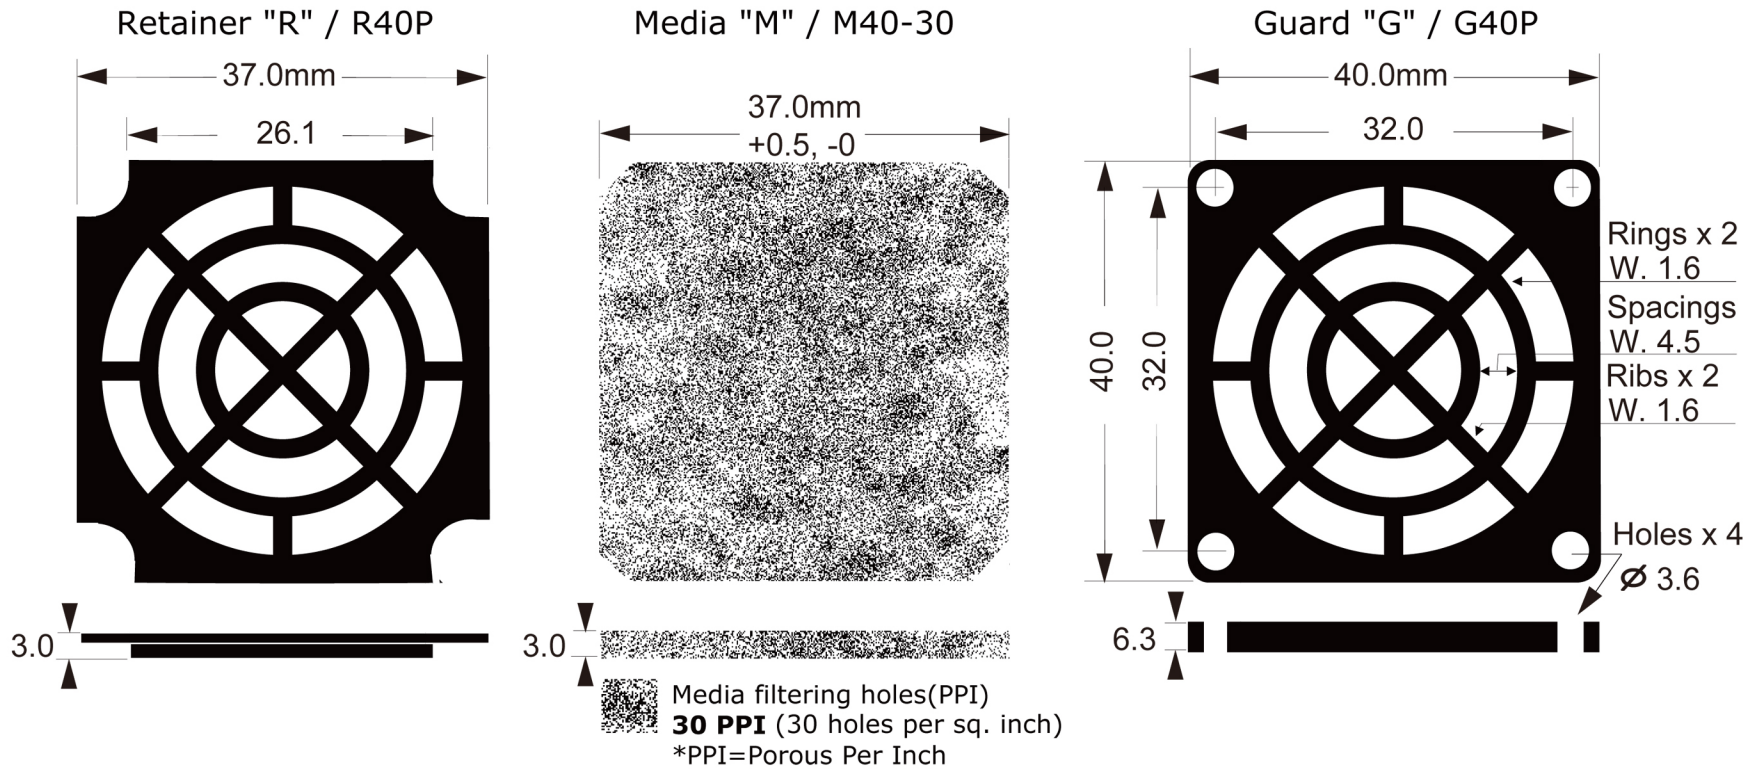 Retainer "R" / R40P
37.0mm
26.1
3.0
Media "M" / M40-30
37.0mm
+0.5, -0
3.0
Media filtering holes(PPI)
30 PPI (30 holes per sq. inch)
*PPI=Porous Per Inch
Guard "G" / G40P
40.0mm
32.0
40.0
32.0
Rings x 2
W. 1.6
Spacings
W. 4.5
Ribs x 2
W. 1.6
Holes x 4
Ø 3.6
6.3